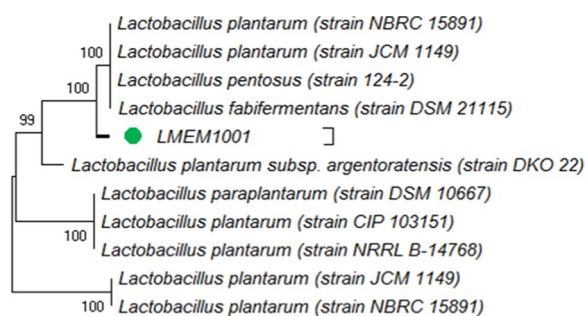 Lactobacillus plantarum (strain NBRC 15891)
100
Lactobacillus plantarum (strain JCM 1149)
100
Lactobacillus pentosus (strain 124-2)
Lactobacillus fabifermentans (strain DSM 21115)
99
LMEM1001
Lactobacillus plantarum subsp. argentoratensis (strain DKO 22)
Lactobacillus paraplantarum (strain DSM 10667)
Lactobacillus plantarum (strain CIP 103151)
100
Lactobacillus plantarum (strain NRRL B-14768)
Lactobacillus plantarum (strain JCM 1149)
100
Lactobacillus plantarum (strain NBRC 15891)